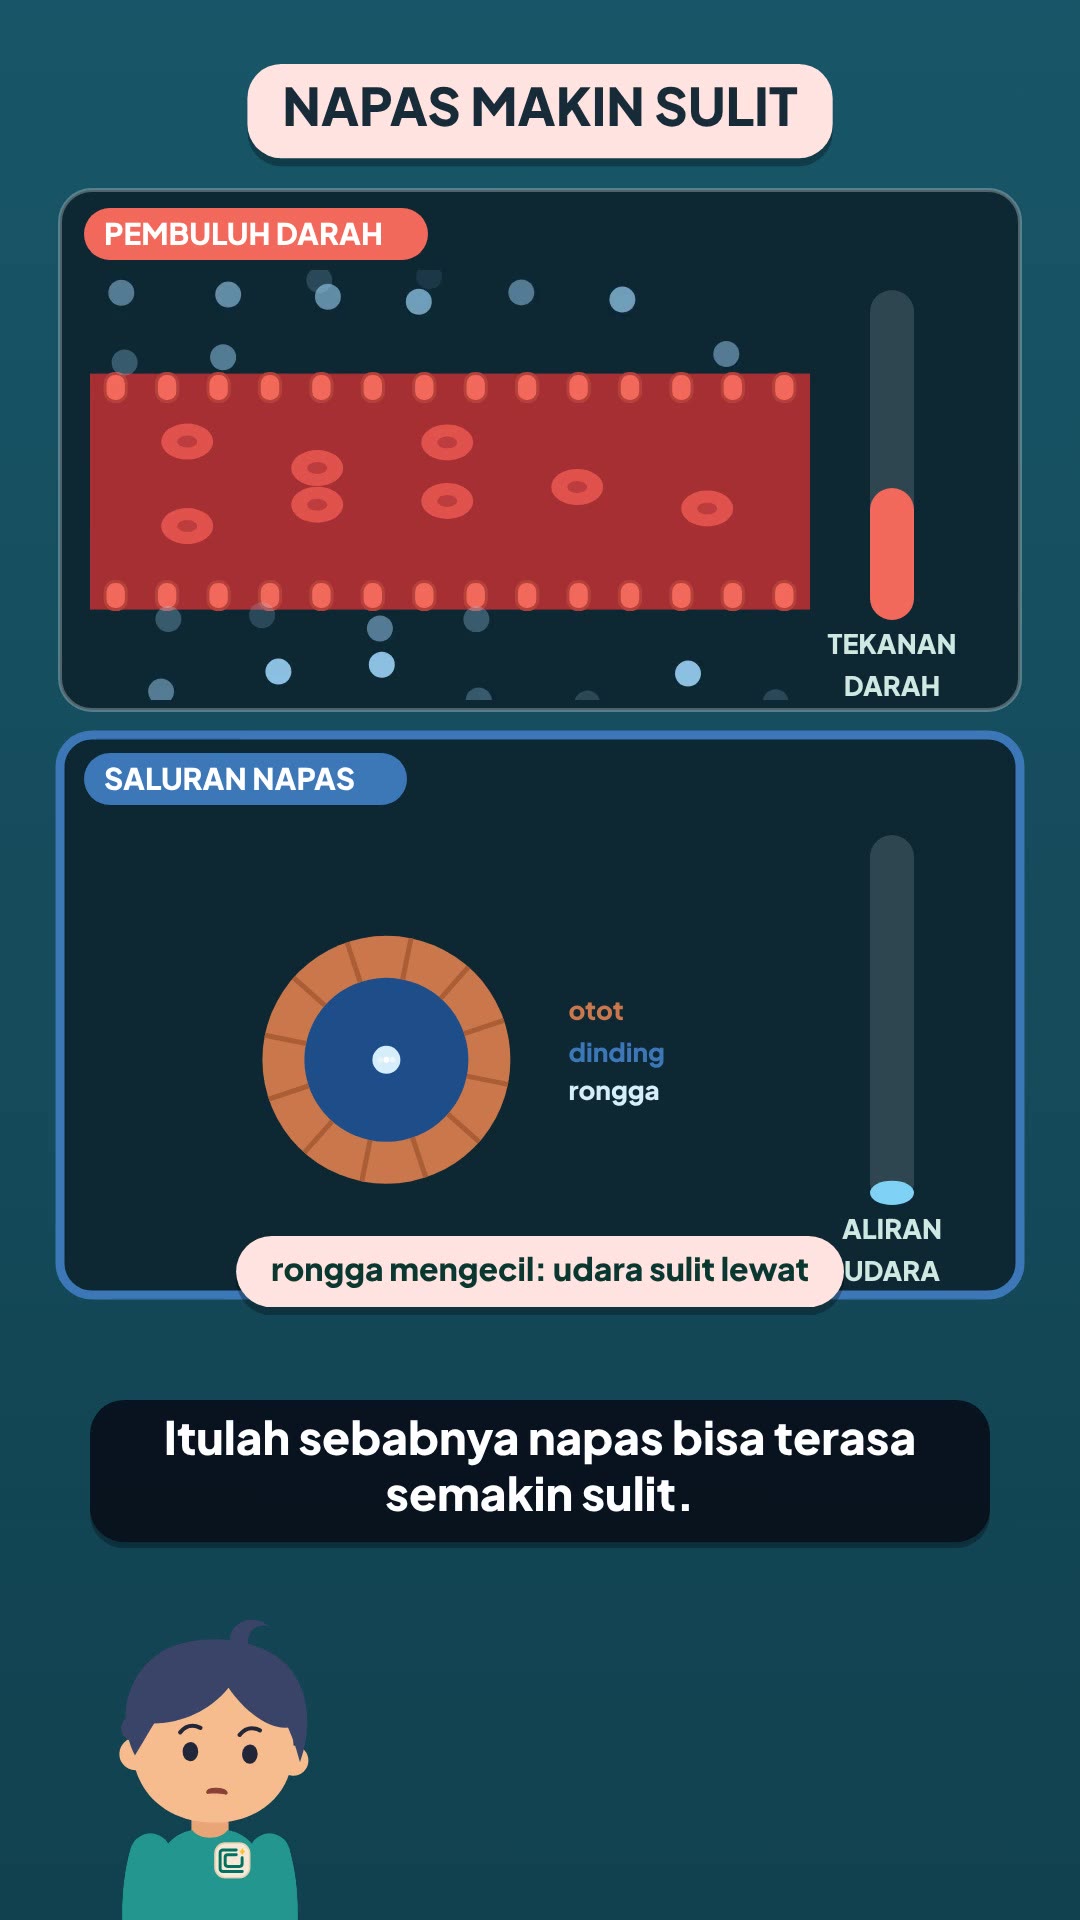 NAPAS MAKIN SULIT
PEMBULUH DARAH
TEKANAN
DARAH
SALURAN NAPAS
otot
dinding
rongga
ALIRAN
UDARA
rongga mengecil: udara sulit lewat
Itulah sebabnya napas bisa terasa
semakin sulit.